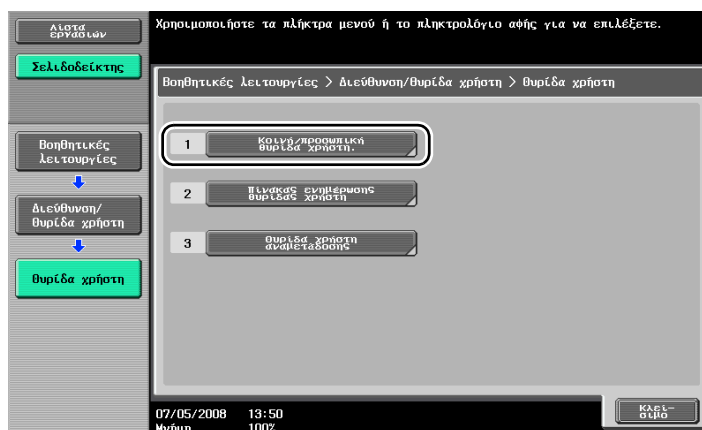 Λίστα
εργασιών
Χρησιμοποιήστε τα πλήκτρα μενού ή το πληκτρολόγιο αφής για να επιλέξετε.
Σελιδοδείκτης
Βοηθητικές λειτουργίες > Διεύθυνση/θυρίδα χρήστη > θυρίδα χρήστη
Βοηθητικές
λειτουργίες
Διεύθυνση/
θυρίδα χρήστη
θυρίδα χρήστη
1 Κοινή/προσωπική
θυρίδα χρήστη.
2 Πίνακας ενημέρωσης
θυρίδας χρήστη
3 θυρίδα χρήστη
αναμετάδοσης
07/05/2008 13:50
Μνήμη 100%
Κλεί-
σιμο